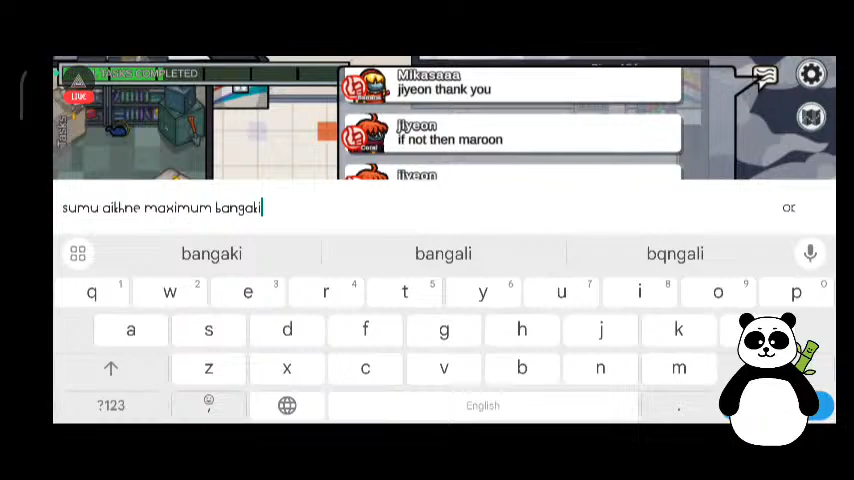 TASKS COMPLETED
LIVE
Tasks
Mikasaaa
jiyeon thank you
jiyeon
Coral
if not then maroon
jiyeon
sumu aikhne maximum bangaki
bangaki bangali bqngali
q 1 w 2 e 3 r 4 t 5 y 6 u 7 i 8 o 9 p 0
a s d f g h j k
z x c v b n m
?123 , English .